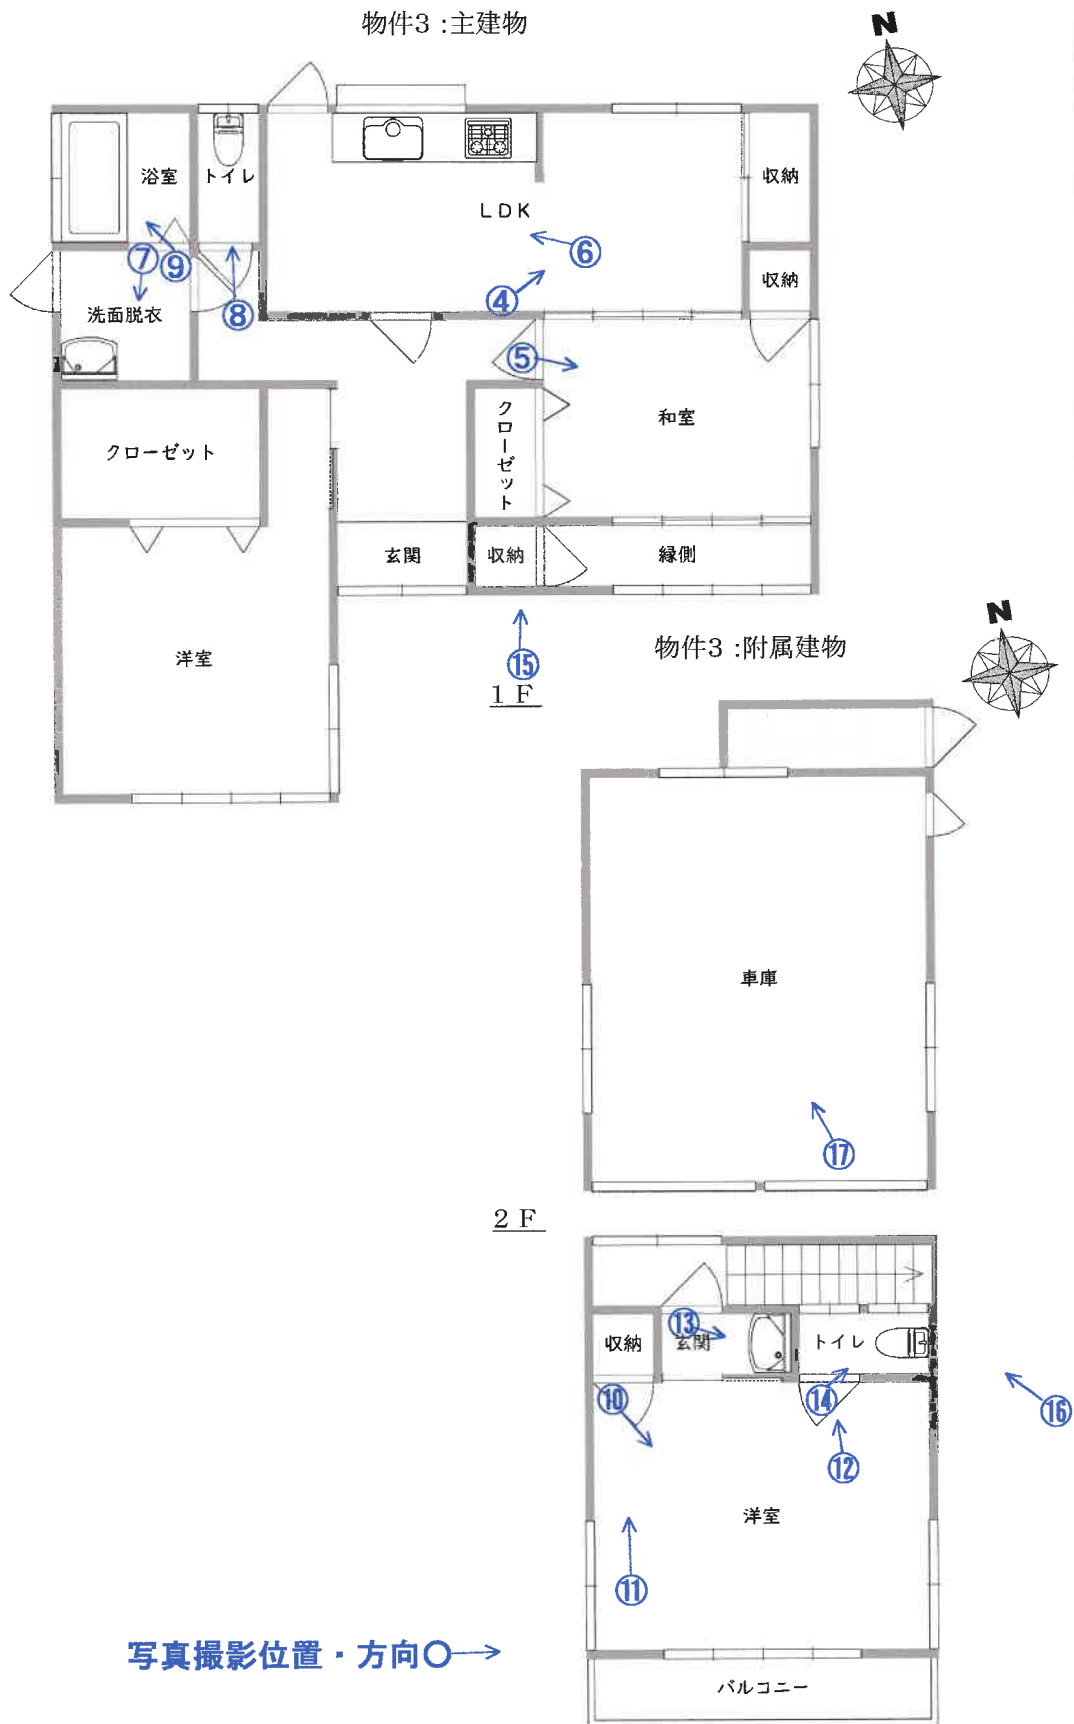 物件3 :主建物
N
浴室
トイレ
LDK
収納
⑥
⑦
⑨
④
収納
⑧
洗面脱衣
⑤
クローゼット
クローゼット
和室
玄関
収納
縁側
洋室
⑮
1F
物件3 :附属建物
N
車庫
⑰
2F
収納
⑬
玄関
トイレ
⑩
⑭
⑯
⑫
洋室
⑪
写真撮影位置・方向○→
バルコニー